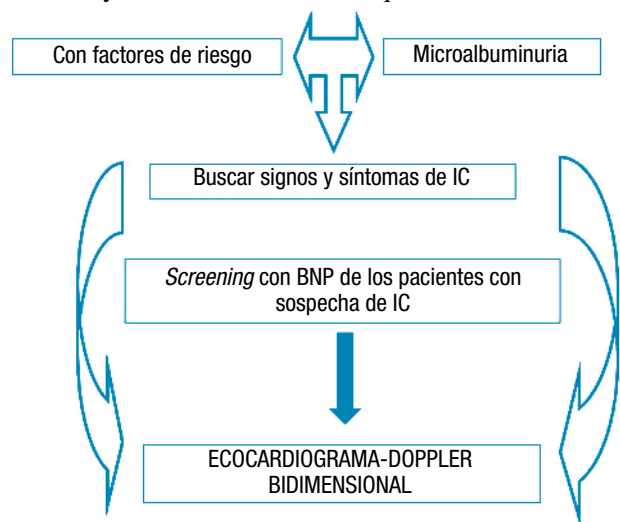 Con factores de riesgo
Microalbuminuria
Buscar signos y síntomas de IC
Screening con BNP de los pacientes con
sospecha de IC
ECOCARDIOGRAMA-DOPPLER
BIDIMENSIONAL